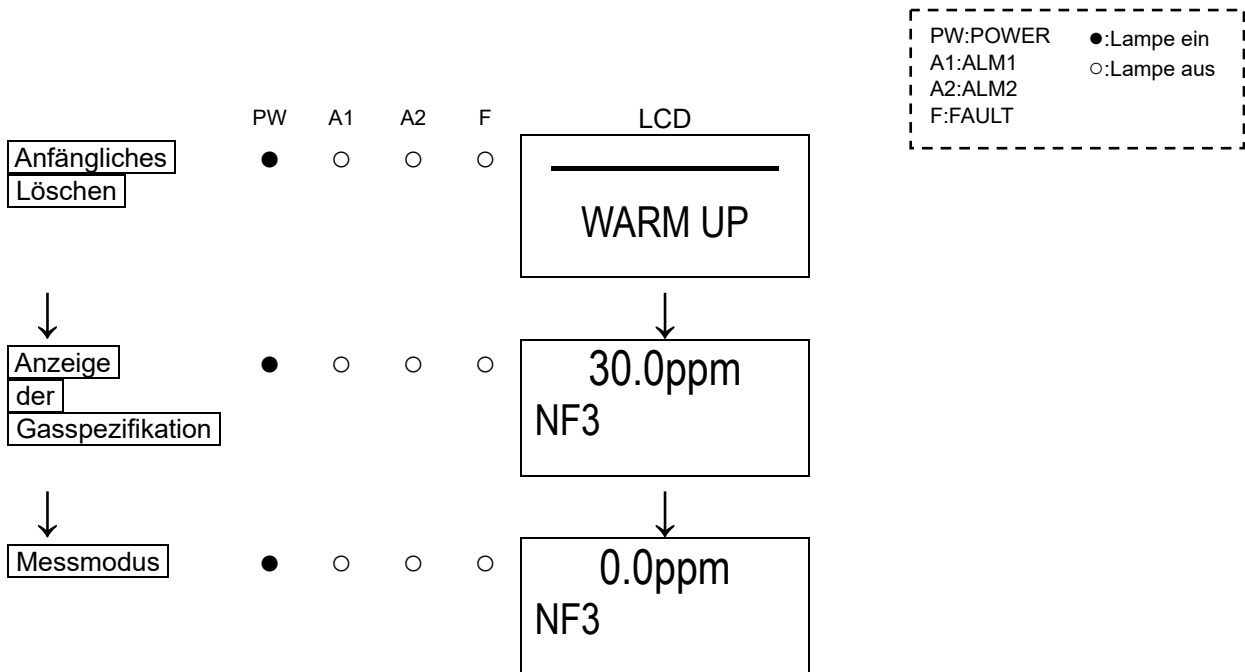 PW:POWER ●:Lampe ein
A1:ALM1 ○:Lampe aus
A2:ALM2
F:FAULT
PW A1 A2 F LCD
Anfängliches ● ○ ○ ○
Löschen
WARM UP
↓ ↓
Anzeige ● ○ ○ ○ 30.0ppm
der
Gasspezifikation
NF3
↓ ↓
Messmodus ● ○ ○ ○ 0.0ppm
NF3